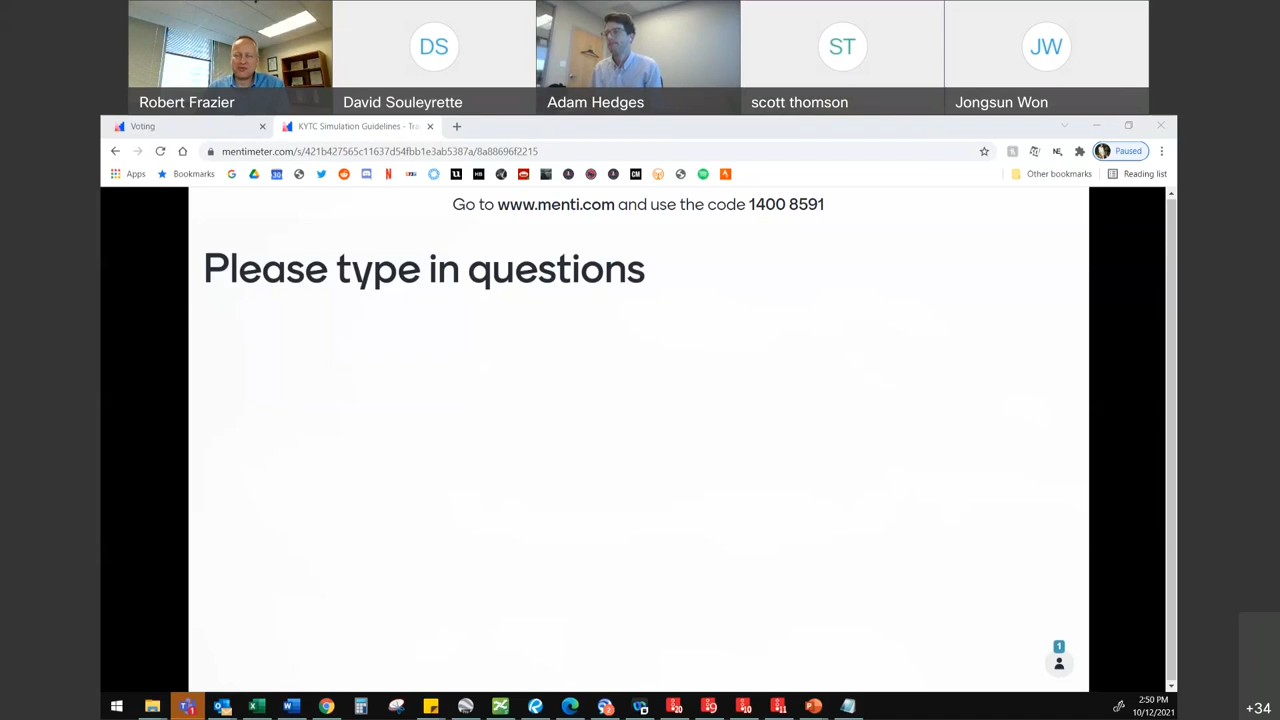 DS
ST
JW
Robert Frazier
David Souleyrette
Adam Hedges
scott thomson
Jongsun Won
Voting
KYTC Simulation Guidelines - Tra
mentimeter.com/s/421b427565c11637d54fbb1e3ab5387a/8a88696f2215
Paused
Apps
Bookmarks
Other bookmarks
Reading list
Go to www.menti.com and use the code 1400 8591
Please type in questions
1
2:50 PM
10/12/2021
+34